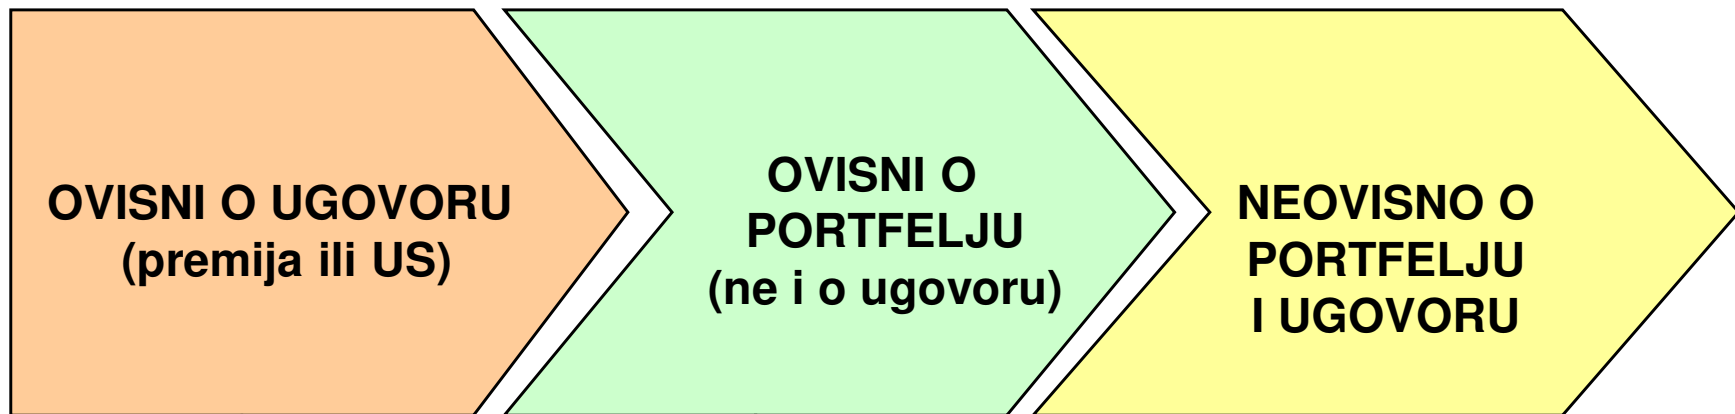 OVISNI O UGOVORU
(premija ili US)
OVISNI O
PORTFELJU
(ne i o ugovoru)
NEOVISNO O
PORTFELJU
I UGOVORU